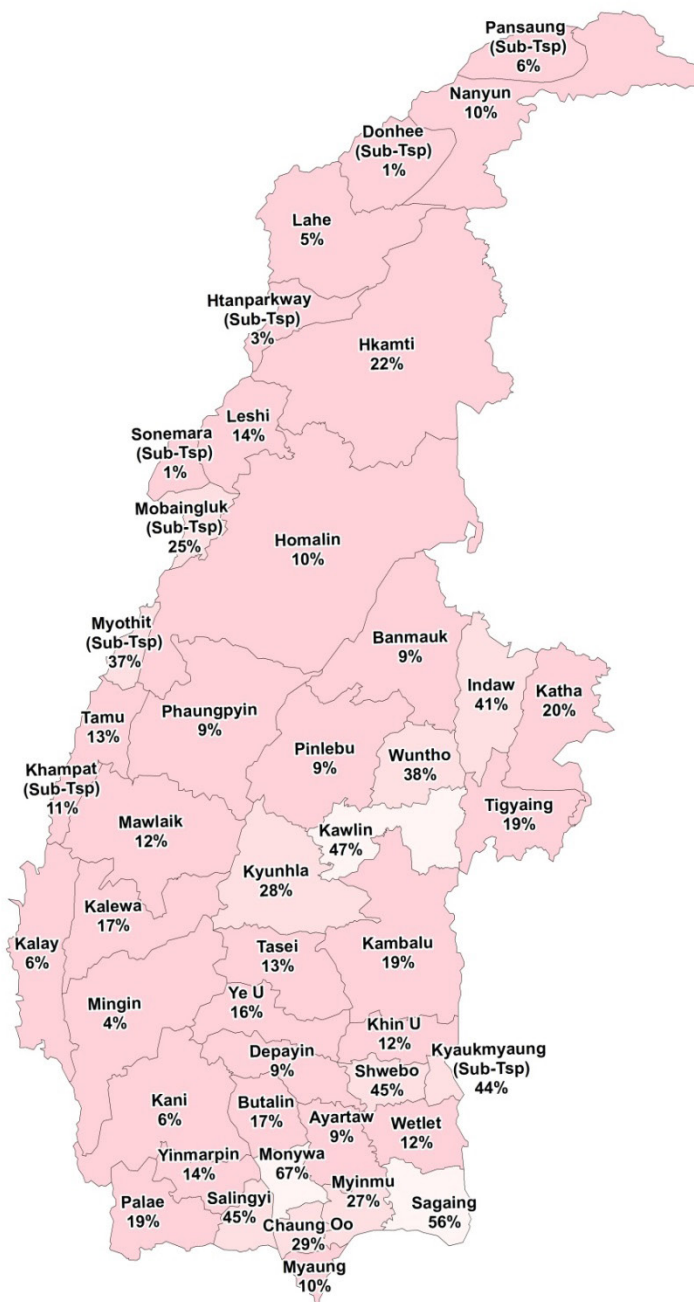 Pansaung
(Sub-Tsp)
6%
Nanyun
10%
Donhee
(Sub-Tsp)
1%
Lahe
5%
Htanparkway
(Sub-Tsp)
3%
Hkamti
22%
Leshi
14%
Sonemara
(Sub-Tsp)
1%
Mobaingluk
(Sub-Tsp)
25%
Homalin
10%
Myothit
(Sub-Tsp)
37%
Banmauk
9%
Indaw
41%
Katha
20%
Tamu
13%
Phaungpyin
9%
Pinlebu
9%
Wuntho
38%
Khampat
(Sub-Tsp)
11%
Mawlaik
12%
Tigyaing
19%
Kawlin
47%
Kyunhla
28%
Kalewa
17%
Kalay
6%
Tasei
13%
Kambalu
19%
Mingin
4%
Ye U
16%
Khin U
12%
Depayin
9%
Shwebo
45%
Kyaukmyaung
(Sub-Tsp)
44%
Kani
6%
Butalin
17%
Ayartaw
9%
Wetlet
12%
Yinmarpin
14%
Monywa
67%
Myinmu
27%
Sagaing
56%
Palae
19%
Salingyi
45%
Chaung Oo
29%
Myaung
10%